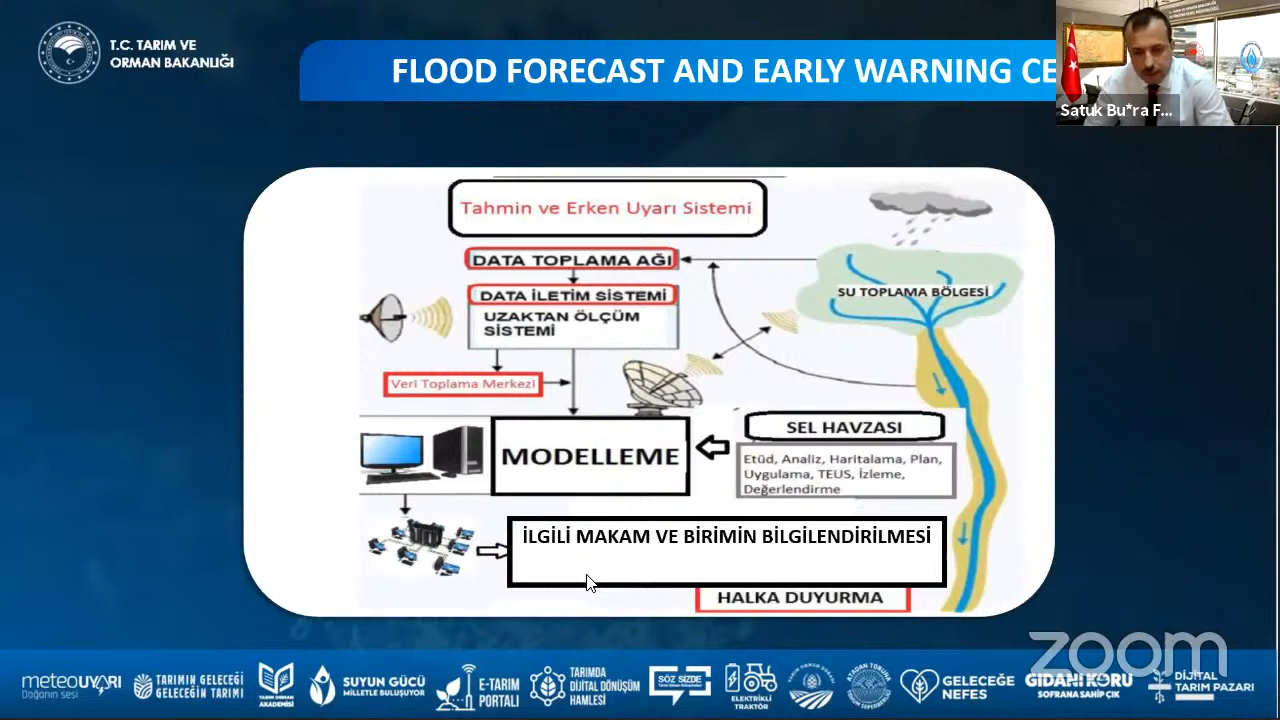 T.C. TARIM VE
ORMAN BAKANLIĞI
FLOOD FORECAST AND EARLY WARNING CE
Satuk Bu*ra F...
Tahmin ve Erken Uyarı Sistemi
DATA TOPLAMA AĞI
DATA İLETİM SİSTEMİ
UZAKTAN ÖLÇÜM
SİSTEMİ
SU TOPLAMA BÖLGESİ
Veri Toplama Merkezi
MODELLEME
SEL HAVZASI
Etüd, Analiz, Haritalama, Plan,
Uygulama, TEUS, İzleme,
Değerlendirme
İLGİLİ MAKAM VE BİRİMİN BİLGİLENDİRİLMESİ
HALKA DUYURMA
zoom
meteoUYARI
Doğanın sesi
TARIMIN GELECEĞİ
GELECEĞİN TARIMI
TARIM ORMAN
AKADEMİSİ
SUYUN GÜCÜ
MİLLETLE BULUŞUYOR
E-TARIM
PORTALI
TARIMDA
DİJİTAL DÖNÜŞÜM
HAMLESİ
SÖZ SİZDE
ELEKTRİKLİ
TRAKTÖR
GELECEĞE
NEFES
GIDANI KORU
SOFRANA SAHİP ÇIK
DİJİTAL
TARIM PAZARI